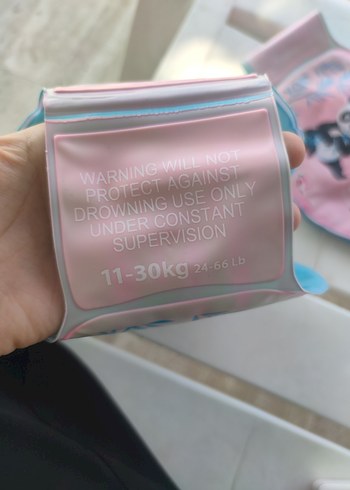 WARNING WILL NOT
PROTECT AGAINST
DROWNING USE ONLY
UNDER CONSTANT
SUPERVISION
11-30kg 24-66 Lb